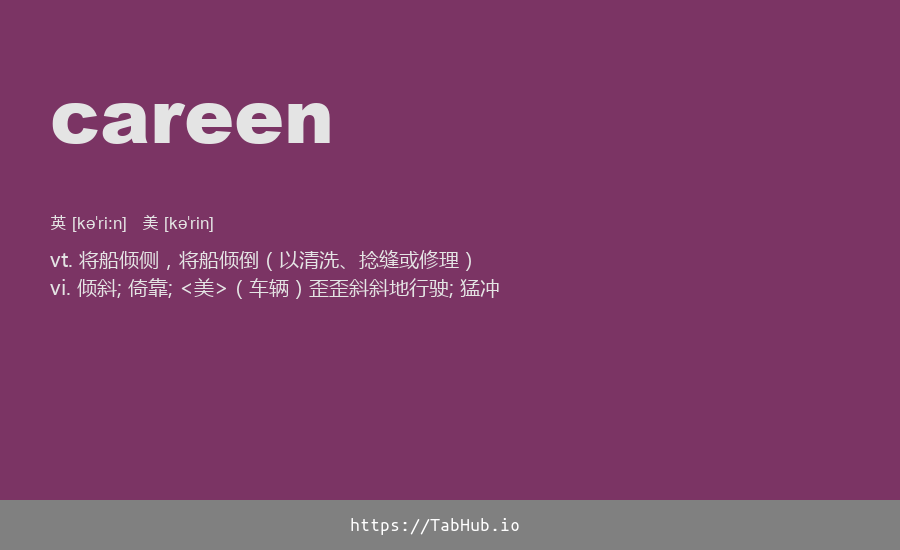 careen
英 [kə'ri:n] 美 [kə'rin]
vt. 将船倾侧，将船倾倒（以清洗、捻缝或修理）
vi. 倾斜; 倚靠; <美>（车辆）歪歪斜斜地行驶; 猛冲
https://TabHub.io